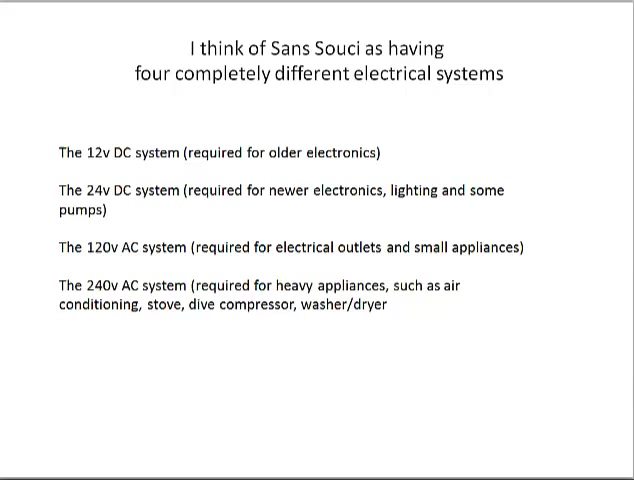 I think of Sans Souci as having
four completely different electrical systems
The 12v DC system (required for older electronics)
The 24v DC system (required for newer electronics, lighting and some
pumps)
The 120v AC system (required for electrical outlets and small appliances)
The 240v AC system (required for heavy appliances, such as air
conditioning, stove, dive compressor, washer/dryer